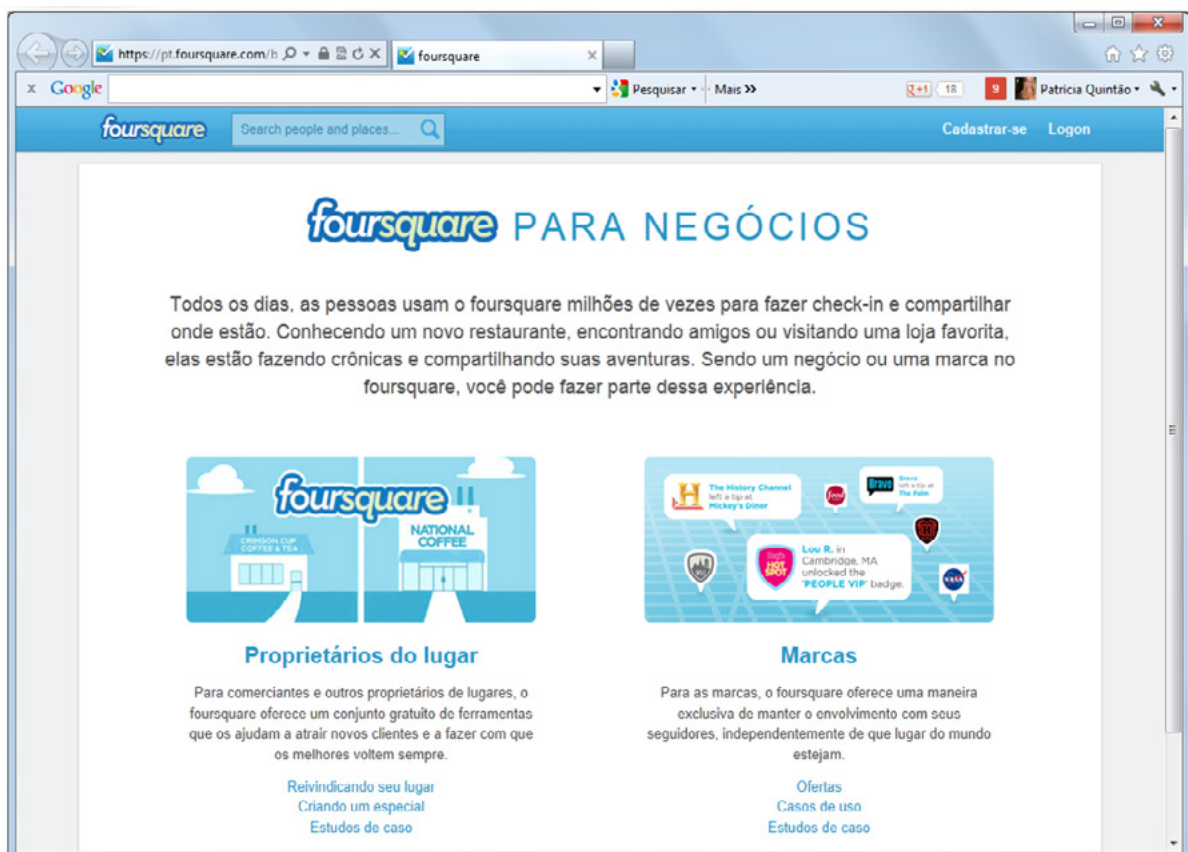 https://pt.foursquare.com/b
foursquare
x Google
Pesquisar
Mais »
+1 18
9
Patricia Quintão
foursquare
Search people and places...
Cadastrar-se
Logon
foursquare PARA NEGÓCIOS
Todos os dias, as pessoas usam o foursquare milhões de vezes para fazer check-in e compartilhar
onde estão. Conhecendo um novo restaurante, encontrando amigos ou visitando uma loja favorita,
elas estão fazendo crônicas e compartilhando suas aventuras. Sendo um negócio ou uma marca no
foursquare, você pode fazer parte dessa experiência.
foursquare
CRIMSON CUP
COFFEE & TEA
NATIONAL
COFFEE
Proprietários do lugar
Para comerciantes e outros proprietários de lugares, o
foursquare oferece um conjunto gratuito de ferramentas
que os ajudam a atrair novos clientes e a fazer com que
os melhores voltem sempre.
Reivindicando seu lugar
Criando um especial
Estudos de caso
H
The History Channel
left a tip at
Mickey's Diner
food
Bravo
Bravo
left a tip at
The Palm
H
HOT
SPOT
Lou R. in
Cambridge, MA
unlocked the
'PEOPLE VIP' badge.
NASA
Marcas
Para as marcas, o foursquare oferece uma maneira
exclusiva de manter o envolvimento com seus
seguidores, independentemente de que lugar do mundo
estejam.
Ofertas
Casos de uso
Estudos de caso